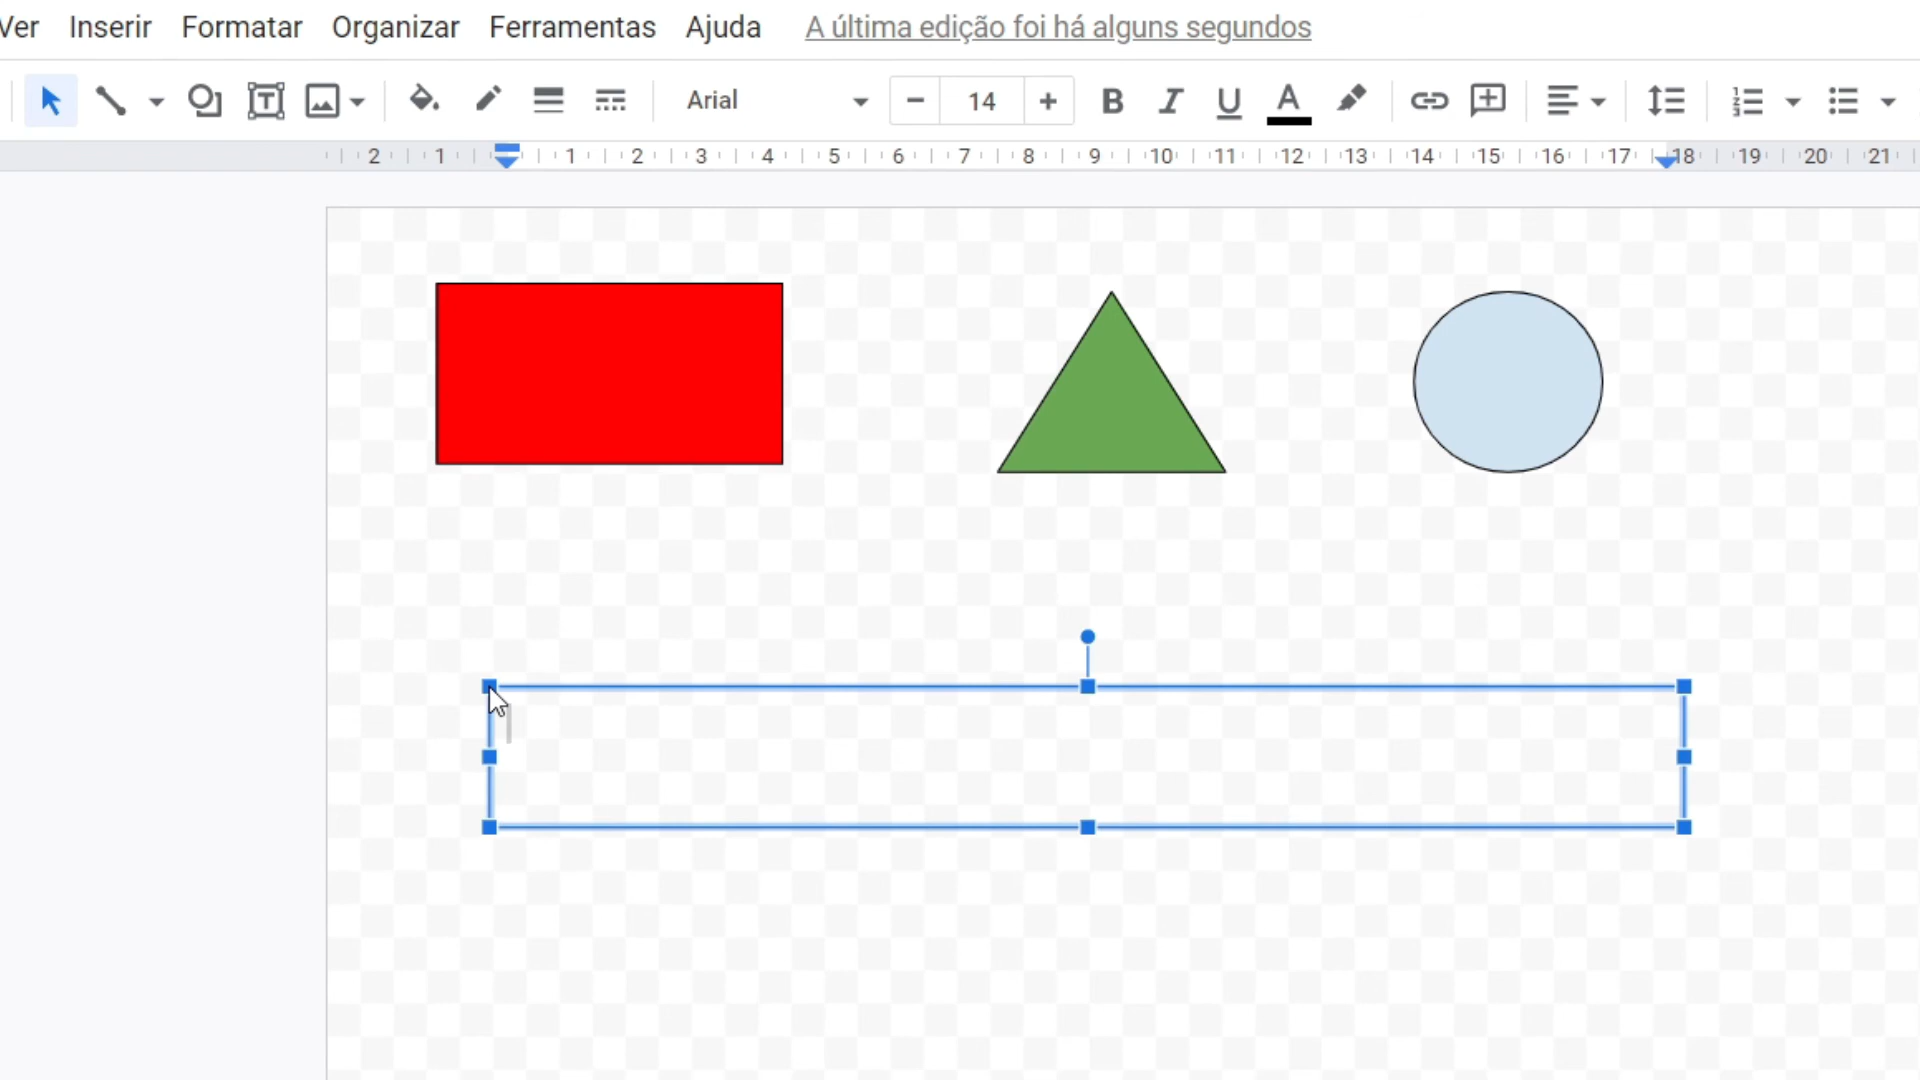 Ver Inserir Formatar Organizar Ferramentas Ajuda A última edição foi há alguns segundos
Arial 14 B I U A
2 1 1 2 3 4 5 6 7 8 9 10 11 12 13 14 15 16 17 18 19 20 21